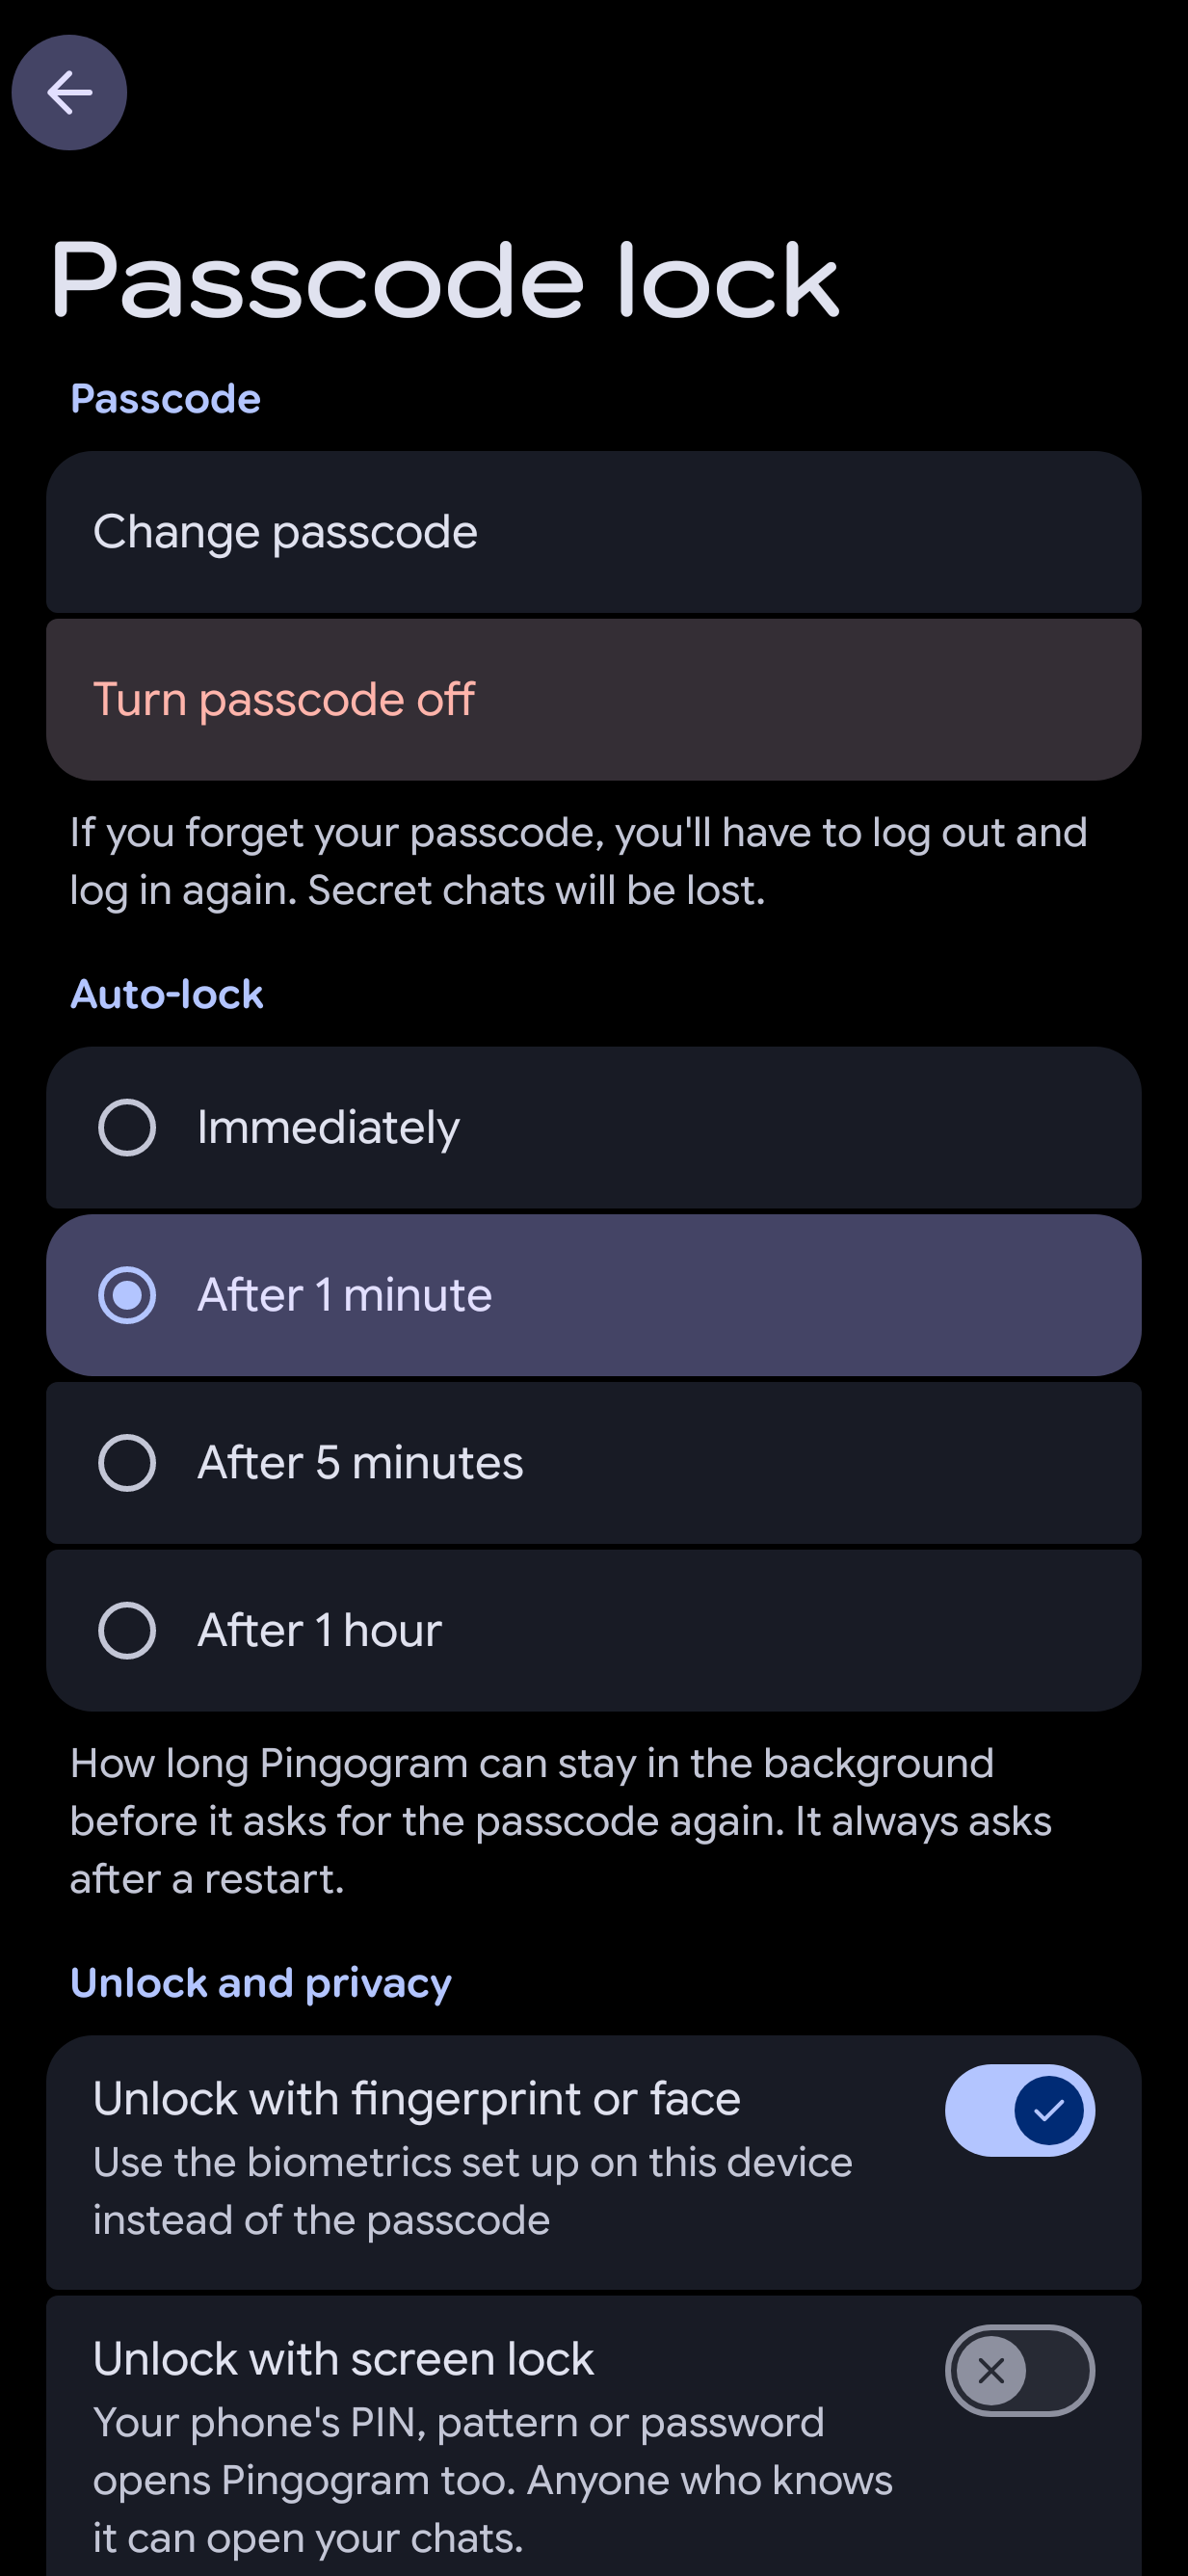 Passcode lock
Passcode
Change passcode
Turn passcode off
If you forget your passcode, you'll have to log out and
log in again. Secret chats will be lost.
Auto-lock
Immediately
After 1 minute
After 5 minutes
After 1 hour
How long Pingogram can stay in the background
before it asks for the passcode again. It always asks
after a restart.
Unlock and privacy
Unlock with fingerprint or face
Use the biometrics set up on this device
instead of the passcode
Unlock with screen lock
Your phone's PIN, pattern or password
opens Pingogram too. Anyone who knows
it can open your chats.